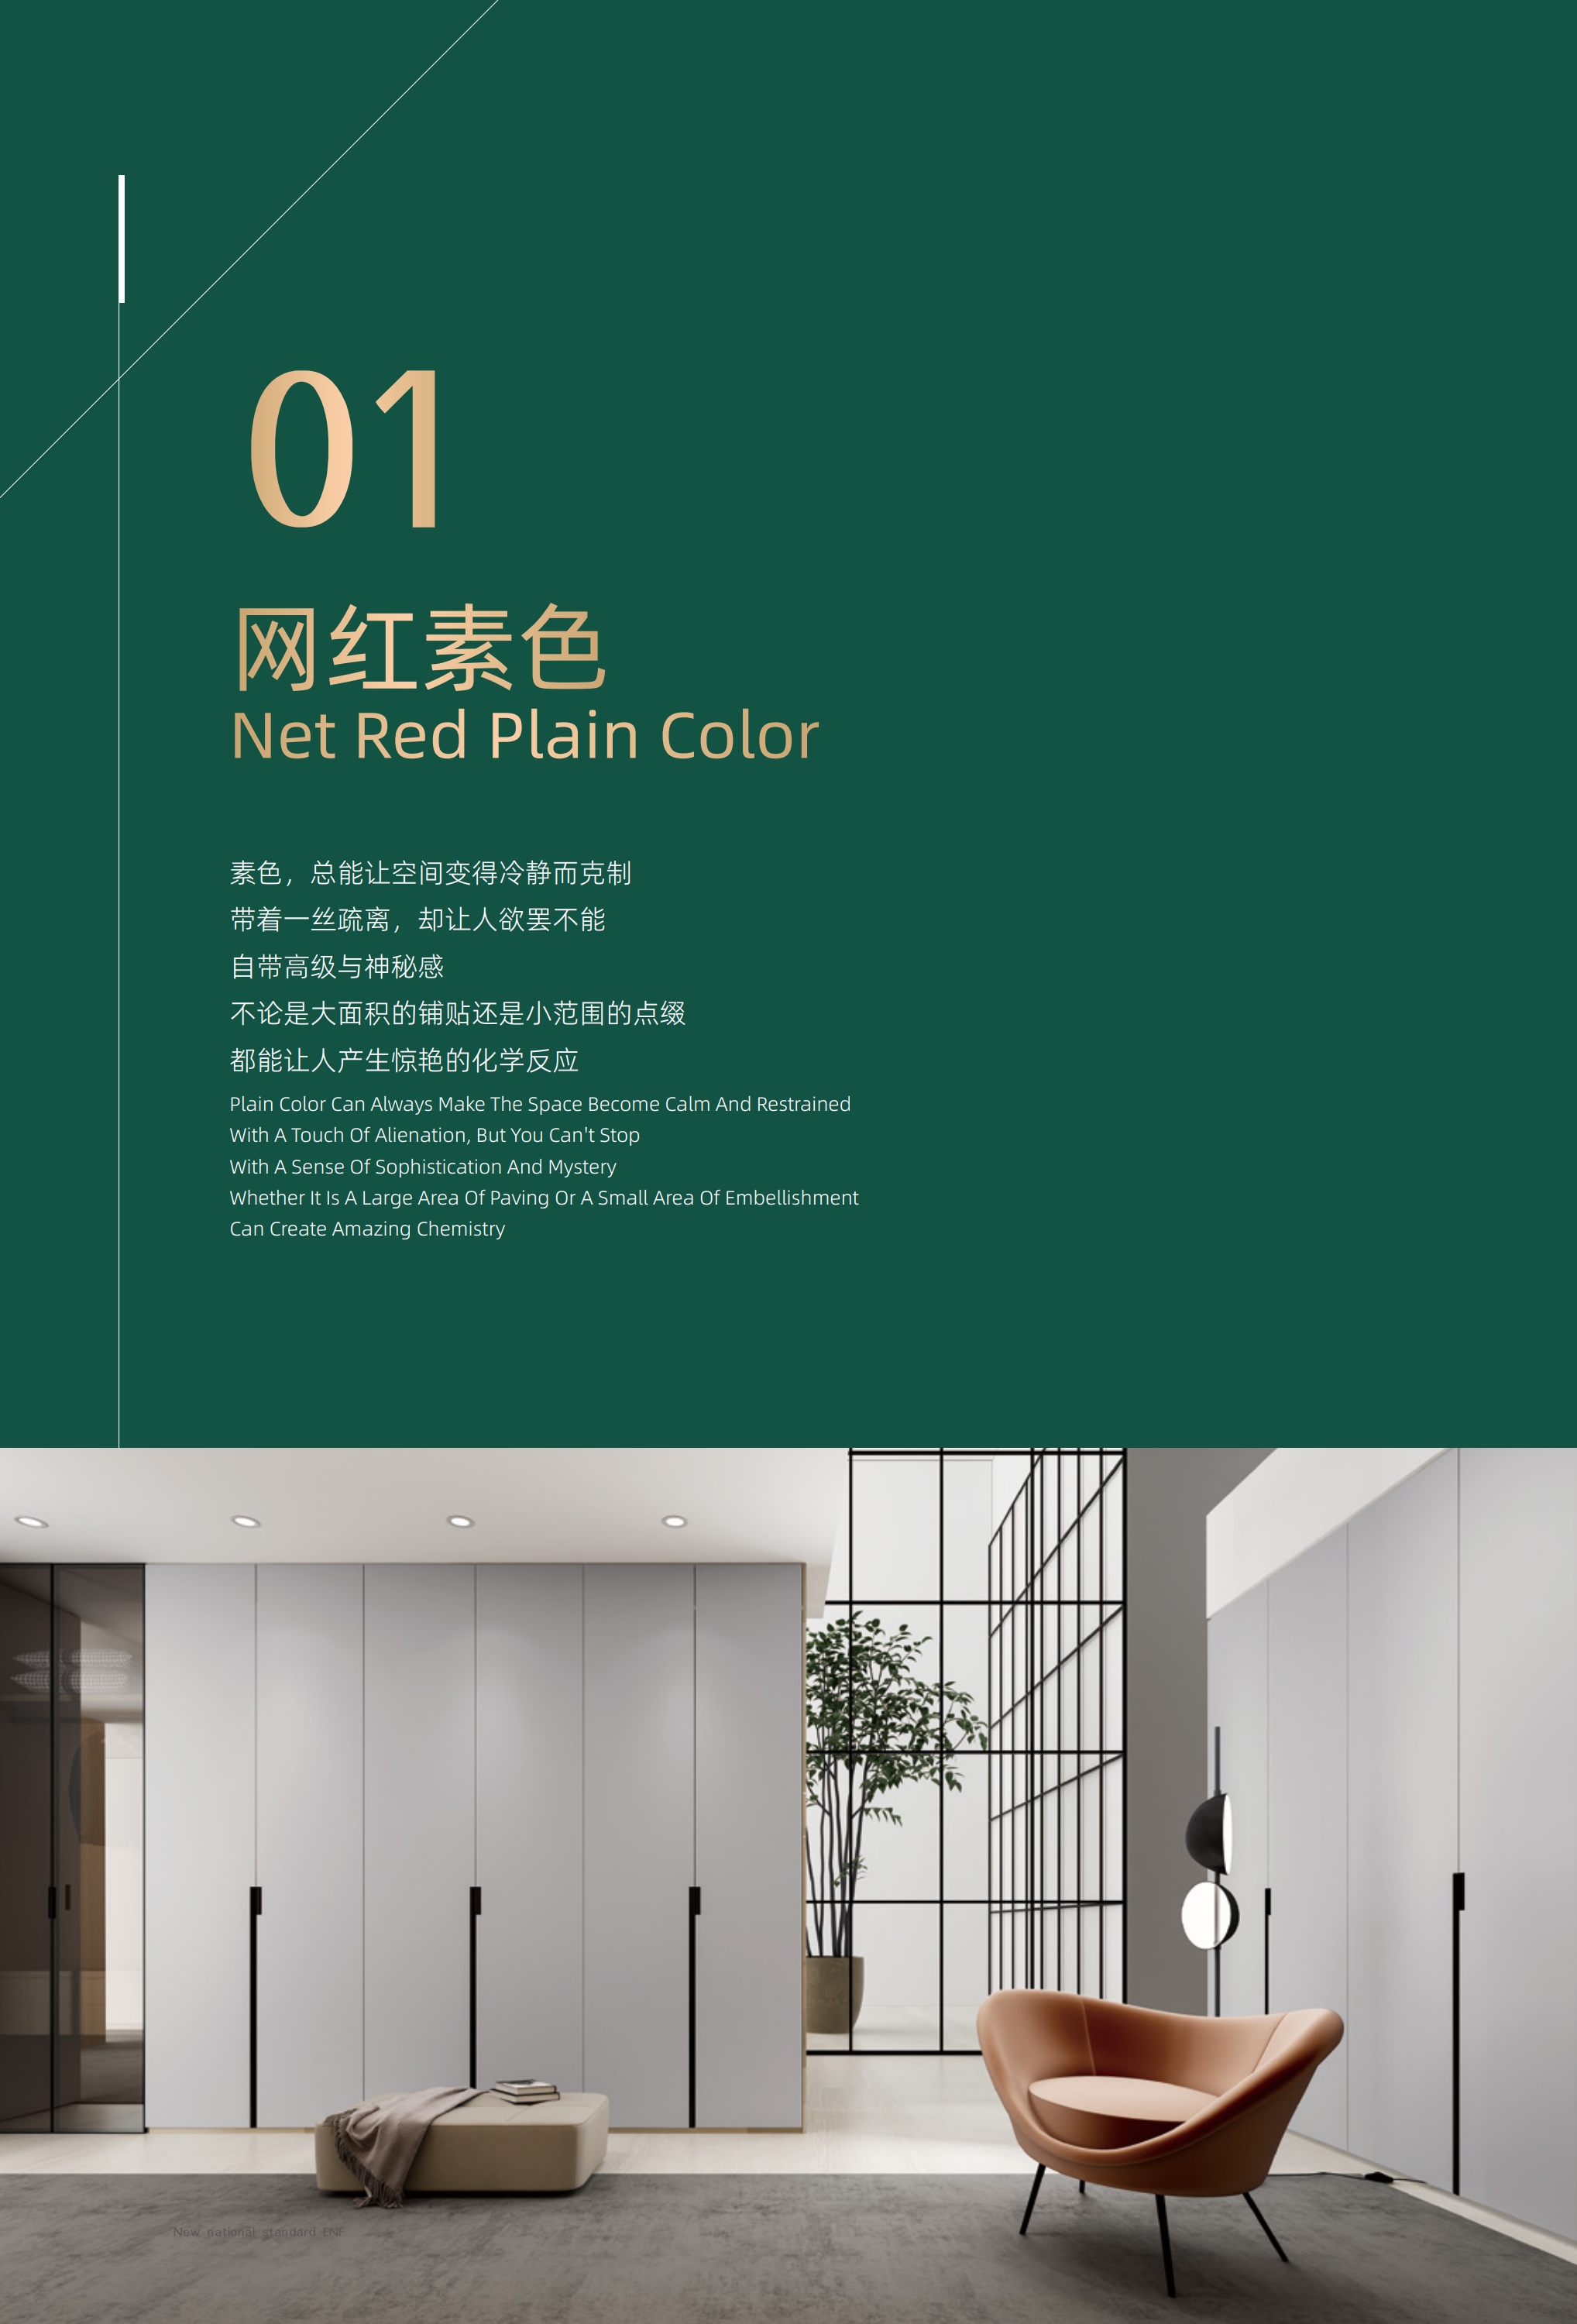 01
网红素色
Net Red Plain Color
素色，总能让空间变得冷静而克制
带着一丝疏离，却让人欲罢不能
自带高级与神秘感
不论是大面积的铺贴还是小范围的点缀
都能让人产生惊艳的化学反应
Plain Color Can Always Make The Space Become Calm And Restrained
With A Touch Of Alienation, But You Can't Stop
With A Sense Of Sophistication And Mystery
Whether It Is A Large Area Of Paving Or A Small Area Of Embellishment
Can Create Amazing Chemistry
New national standard ENF